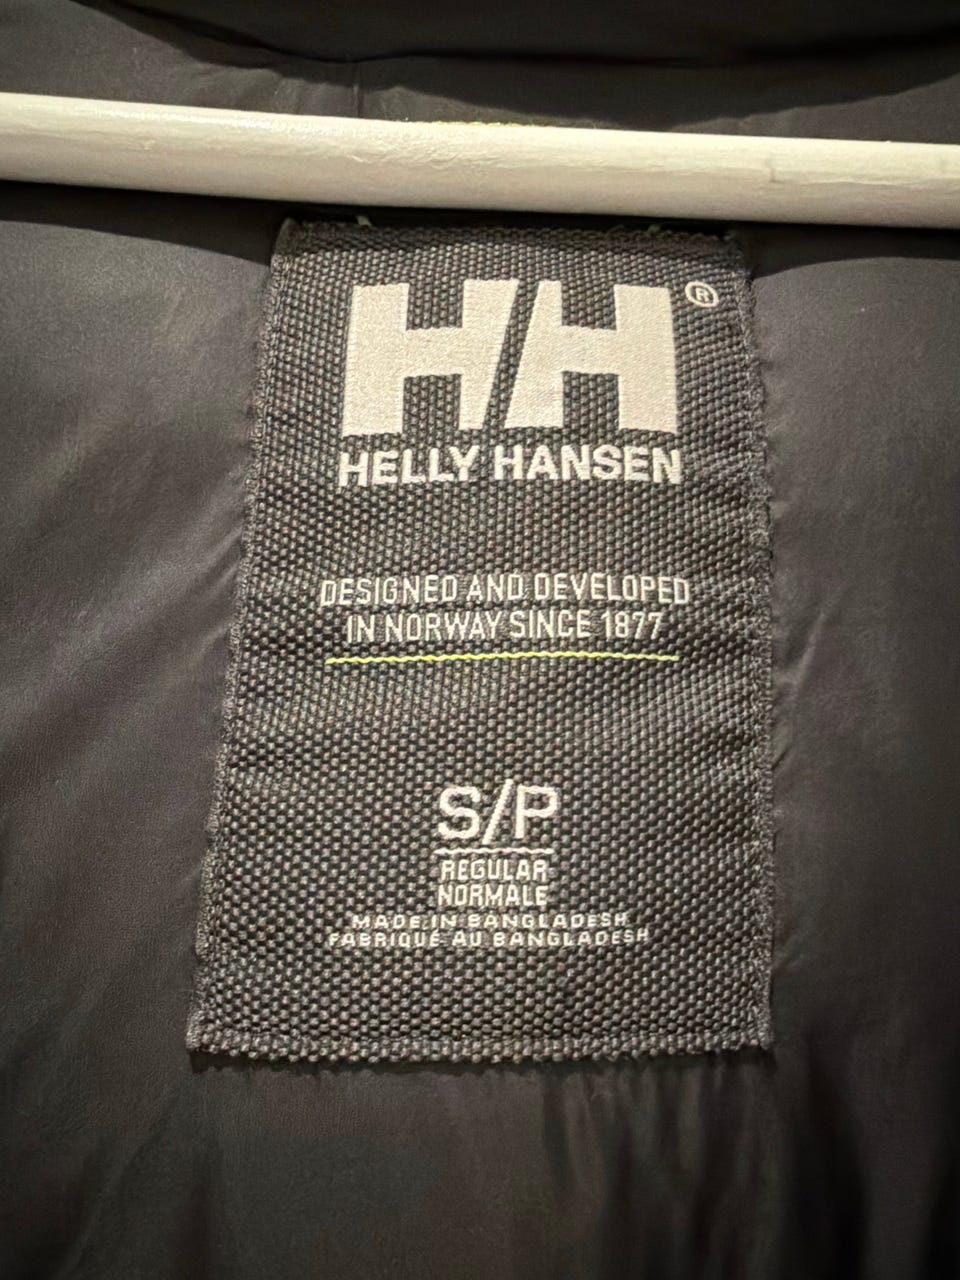 HH®
HELLY HANSEN
DESIGNED AND DEVELOPED
IN NORWAY SINCE 1877
S/P
REGULAR
NORMALE
MADE IN BANGLADESH
FABRIQUÉ AU BANGLADESH